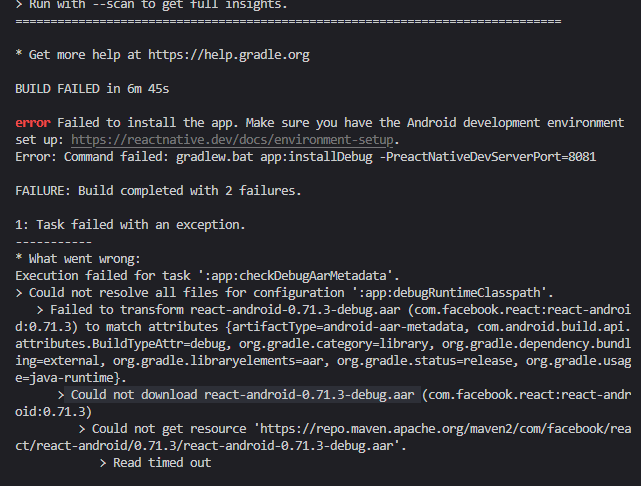 > Run with --scan to get full insights.
==============================================================================

* Get more help at https://help.gradle.org

BUILD FAILED in 6m 45s

error Failed to install the app. Make sure you have the Android development environment
set up: https://reactnative.dev/docs/environment-setup.
Error: Command failed: gradlew.bat app:installDebug -PreactNativeDevServerPort=8081

FAILURE: Build completed with 2 failures.

1: Task failed with an exception.
-----------
* What went wrong:
Execution failed for task ':app:checkDebugAarMetadata'.
> Could not resolve all files for configuration ':app:debugRuntimeClasspath'.
> Failed to transform react-android-0.71.3-debug.aar (com.facebook.react:react-androi
d:0.71.3) to match attributes {artifactType=android-aar-metadata, com.android.build.api.
attributes.BuildTypeAttr=debug, org.gradle.category=library, org.gradle.dependency.bundl
ing=external, org.gradle.libraryelements=aar, org.gradle.status=release, org.gradle.usag
e=java-runtime}.
> Could not download react-android-0.71.3-debug.aar (com.facebook.react:react-andr
oid:0.71.3)
> Could not get resource 'https://repo.maven.apache.org/maven2/com/facebook/rea
ct/react-android/0.71.3/react-android-0.71.3-debug.aar'.
> Read timed out